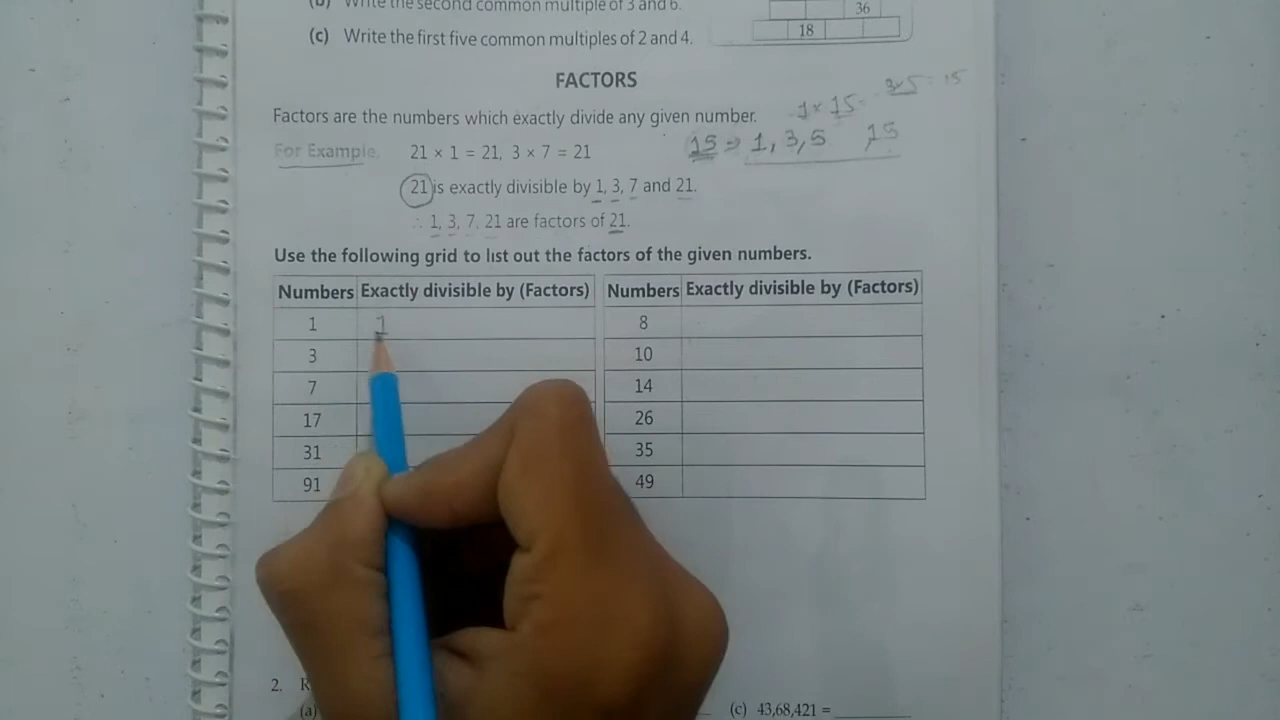 (b) Write the second common multiple of 3 and 6.
36
(c) Write the first five common multiples of 2 and 4.
18
FACTORS
3×5 = 15
Factors are the numbers which exactly divide any given number.
1 × 15
For Example, 21 × 1 = 21, 3 × 7 = 21
15 ⇒ 1, 3, 5 , 15
21 is exactly divisible by 1, 3, 7 and 21.
∴ 1, 3, 7, 21 are factors of 21.
Use the following grid to list out the factors of the given numbers.
Numbers Exactly divisible by (Factors) Numbers Exactly divisible by (Factors)
1 1 8
3 10
7 14
17 26
31 35
91 49
2.
(a) (c) 43,68,421 = ________